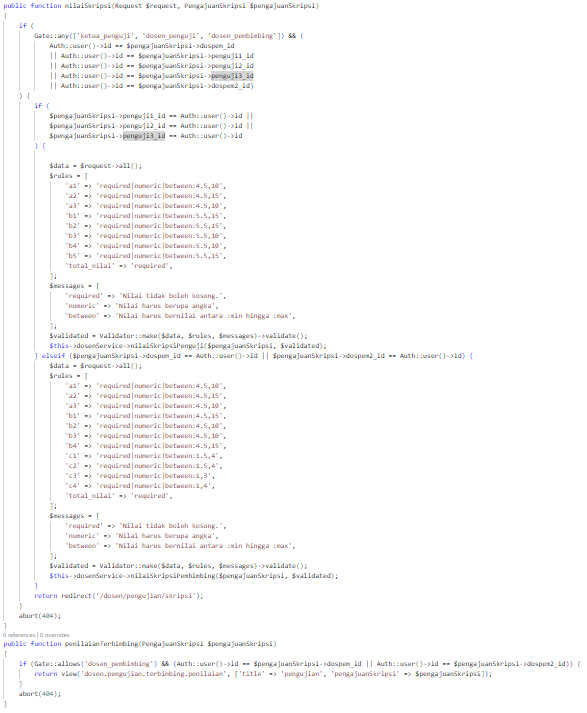 public function nilaiSkripsi(Request $request, PengajuanSkripsi $pengajuanSkripsi)
{
if (
Gate::any(['ketua_penguji', 'dosen_penguji', 'dosen_pembimbing']) && (
Auth::user()->id == $pengajuanSkripsi->dospem_id
|| Auth::user()->id == $pengajuanSkripsi->penguji1_id
|| Auth::user()->id == $pengajuanSkripsi->penguji2_id
|| Auth::user()->id == $pengajuanSkripsi->penguji3_id
|| Auth::user()->id == $pengajuanSkripsi->dospem2_id)
) {
if (
$pengajuanSkripsi->penguji1_id == Auth::user()->id ||
$pengajuanSkripsi->penguji2_id == Auth::user()->id ||
$pengajuanSkripsi->penguji3_id == Auth::user()->id
) {
$data = $request->all();
$rules = [
'a1' => 'required|numeric|between:4.5,10',
'a2' => 'required|numeric|between:4.5,15',
'a3' => 'required|numeric|between:4.5,10',
'b1' => 'required|numeric|between:5.5,15',
'b2' => 'required|numeric|between:5.5,15',
'b3' => 'required|numeric|between:5.5,10',
'b4' => 'required|numeric|between:5.5,10',
'b5' => 'required|numeric|between:5.5,15',
'total_nilai' => 'required',
];
$messages = [
'required' => 'Nilai tidak boleh kosong.',
'numeric' => 'Nilai harus berupa angka',
'between' => 'Nilai harus bernilai antara :min hingga :max',
];
$validated = Validator::make($data, $rules, $messages)->validate();
$this->dosenService->nilaiSkripsiPenguji($pengajuanSkripsi, $validated);
} elseif ($pengajuanSkripsi->dospem_id == Auth::user()->id || $pengajuanSkripsi->dospem2_id == Auth::user()->id) {
$data = $request->all();
$rules = [
'a1' => 'required|numeric|between:4.5,10',
'a2' => 'required|numeric|between:4.5,15',
'a3' => 'required|numeric|between:4.5,10',
'b1' => 'required|numeric|between:4.5,15',
'b2' => 'required|numeric|between:4.5,10',
'b3' => 'required|numeric|between:4.5,10',
'b4' => 'required|numeric|between:4.5,15',
'c1' => 'required|numeric|between:1.5,4',
'c2' => 'required|numeric|between:1.5,4',
'c3' => 'required|numeric|between:1,3',
'c4' => 'required|numeric|between:1,4',
'total_nilai' => 'required',
];
$messages = [
'required' => 'Nilai tidak boleh kosong.',
'numeric' => 'Nilai harus berupa angka',
'between' => 'Nilai harus bernilai antara :min hingga :max',
];
$validated = Validator::make($data, $rules, $messages)->validate();
$this->dosenService->nilaiSkripsiPembimbing($pengajuanSkripsi, $validated);
}
return redirect('/dosen/pengujian/skripsi');
}
abort(404);
}
0 references | 0 overrides
public function penilaianTerbimbing(PengajuanSkripsi $pengajuanSkripsi)
{
if (Gate::allows('dosen_pembimbing') && (Auth::user()->id == $pengajuanSkripsi->dospem_id || Auth::user()->id == $pengajuanSkripsi->dospem2_id)) {
return view('dosen.pengujian.terbimbing.penilaian', ['title' => 'pengujian', 'pengajuanSkripsi' => $pengajuanSkripsi]);
}
abort(404);
}